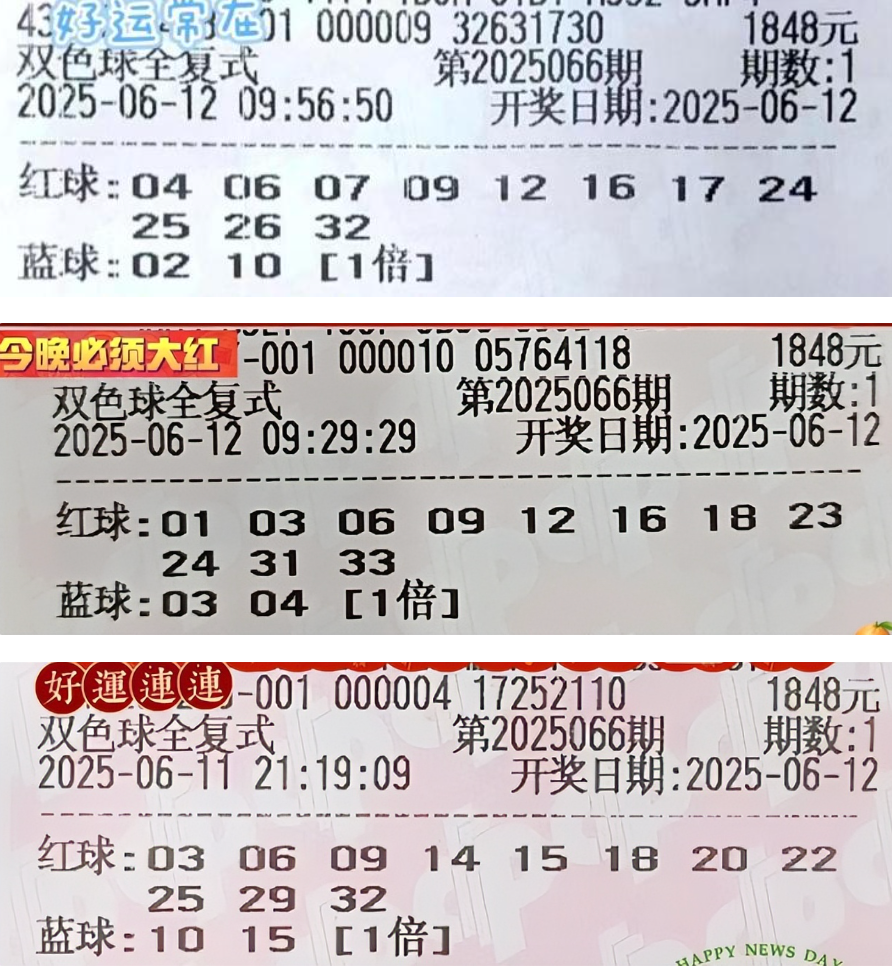 好运常在
01 000009 32631730 1848元
双色球全复式 第2025066期 期数:1
2025-06-12 09:56:50 开奖日期:2025-06-12
红球:04 06 07 09 12 16 17 24
25 26 32
蓝球:02 10 [1倍]
今晚必须大红
-001 000010 05764118 1848元
双色球全复式 第2025066期 期数:1
2025-06-12 09:29:29 开奖日期:2025-06-12
红球:01 03 06 09 12 16 18 23
24 31 33
蓝球:03 04 [1倍]
好運連連
-001 000004 17252110 1848元
双色球全复式 第2025066期 期数:1
2025-06-11 21:19:09 开奖日期:2025-06-12
红球:03 06 09 14 15 18 20 22
25 29 32
蓝球:10 15 [1倍]
HAPPY NEWS DAY